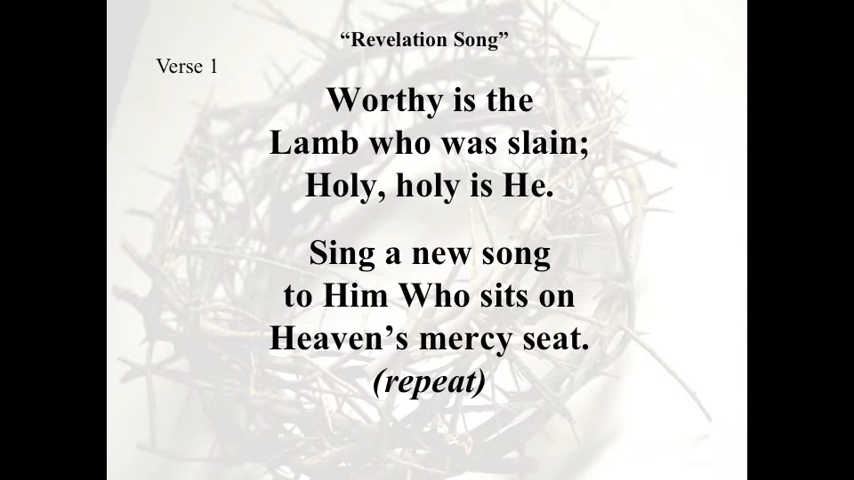 “Revelation Song”
Verse 1
Worthy is the
Lamb who was slain;
Holy, holy is He.
Sing a new song
to Him Who sits on
Heaven’s mercy seat.
(repeat)